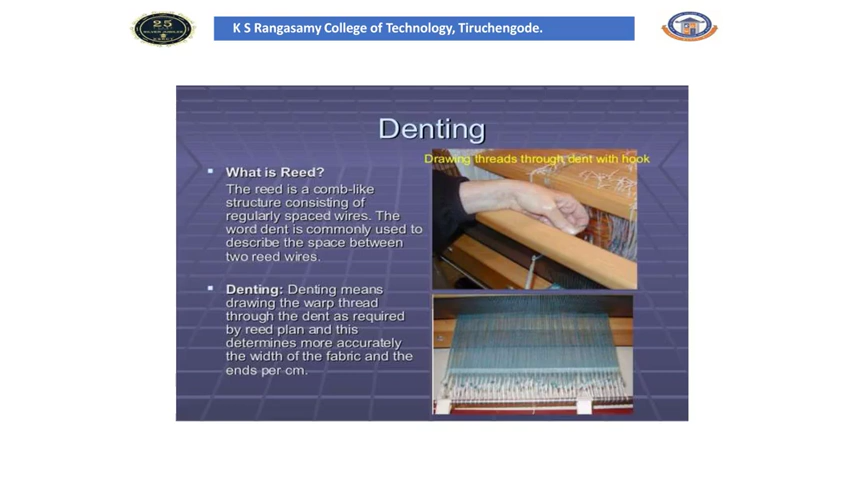 25
SILVER JUBILEE
K S Rangasamy College of Technology, Tiruchengode.
Denting
Drawing threads through dent with hook
What is Reed?
The reed is a comb-like
structure consisting of
regularly spaced wires. The
word dent is commonly used to
describe the space between
two reed wires.
Denting: Denting means
drawing the warp thread
through the dent as required
by reed plan and this
determines more accurately
the width of the fabric and the
ends per cm.